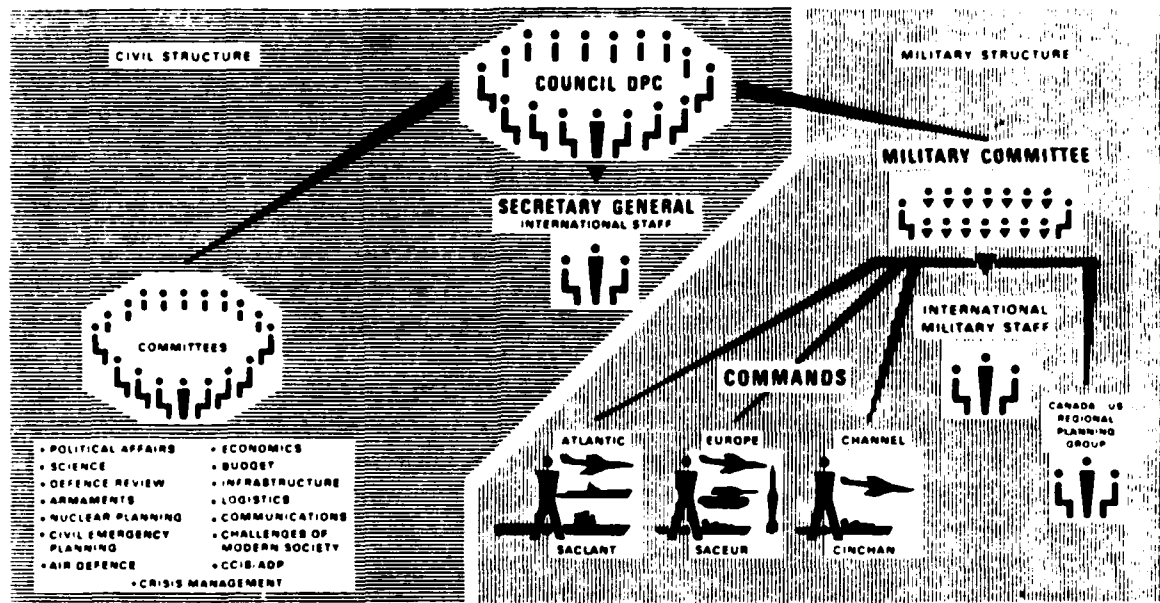 CIVIL STRUCTURE
COUNCIL DPC
MILITARY STRUCTURE
MILITARY COMMITTEE
SECRETARY GENERAL
INTERNATIONAL STAFF
INTERNATIONAL
MILITARY STAFF
COMMITTEES
COMMANDS
CANADA US
REGIONAL
PLANNING
GROUP
ATLANTIC
EUROPE
CHANNEL
SACLANT
SACEUR
CINCHAN
• POLITICAL AFFAIRS
• SCIENCE
• DEFENCE REVIEW
• ARMAMENTS
• NUCLEAR PLANNING
• CIVIL EMERGENCY
PLANNING
• AIR DEFENCE
• ECONOMICS
• BUDGET
• INFRASTRUCTURE
• LOGISTICS
• COMMUNICATIONS
• CHALLENGES OF
MODERN SOCIETY
• CCIS/ADP
• CRISIS MANAGEMENT